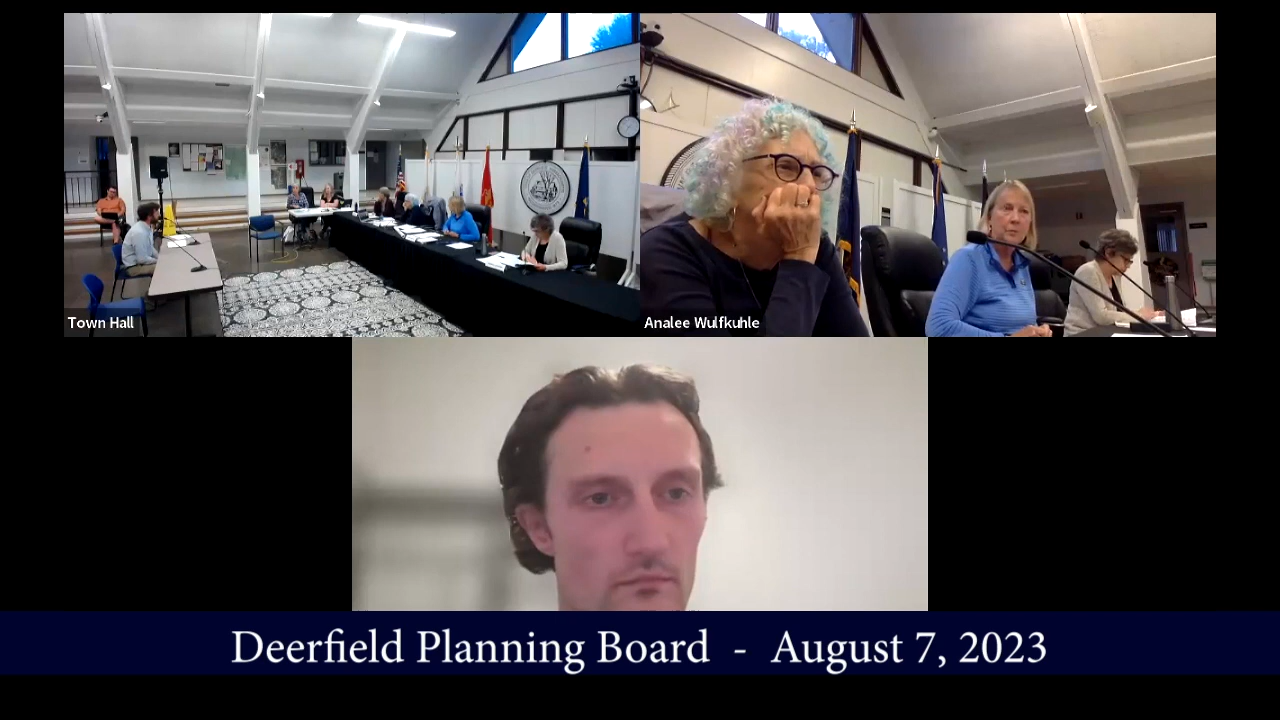 Town Hall
Analee Wulfkuhle
Deerfield Planning Board - August 7, 2023